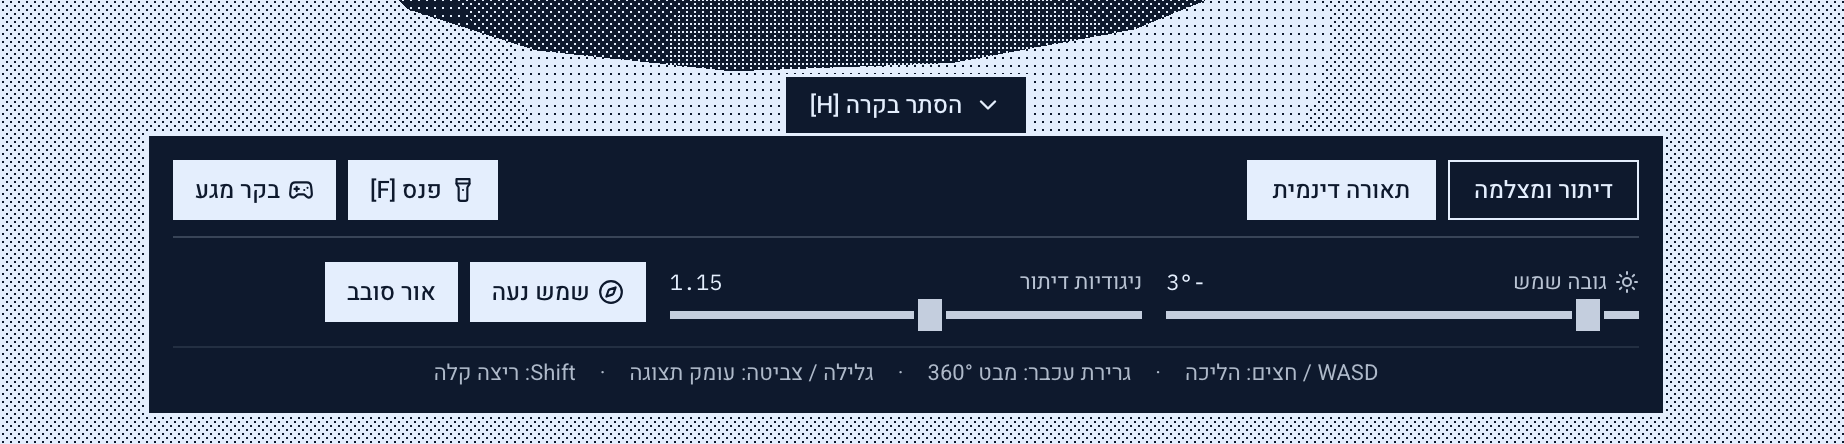 הסתר בקרה [H]
דיתור ומצלמה
תאורה דינמית
פנס [F]
בקר מגע
גובה שמש
3°-
ניגודיות דיתור
1.15
שמש נעה
אור סובב
WASD / חצים: הליכה · גרירת עכבר: מבט 360° · גלילה / צביטה: עומק תצוגה · Shift: ריצה קלה